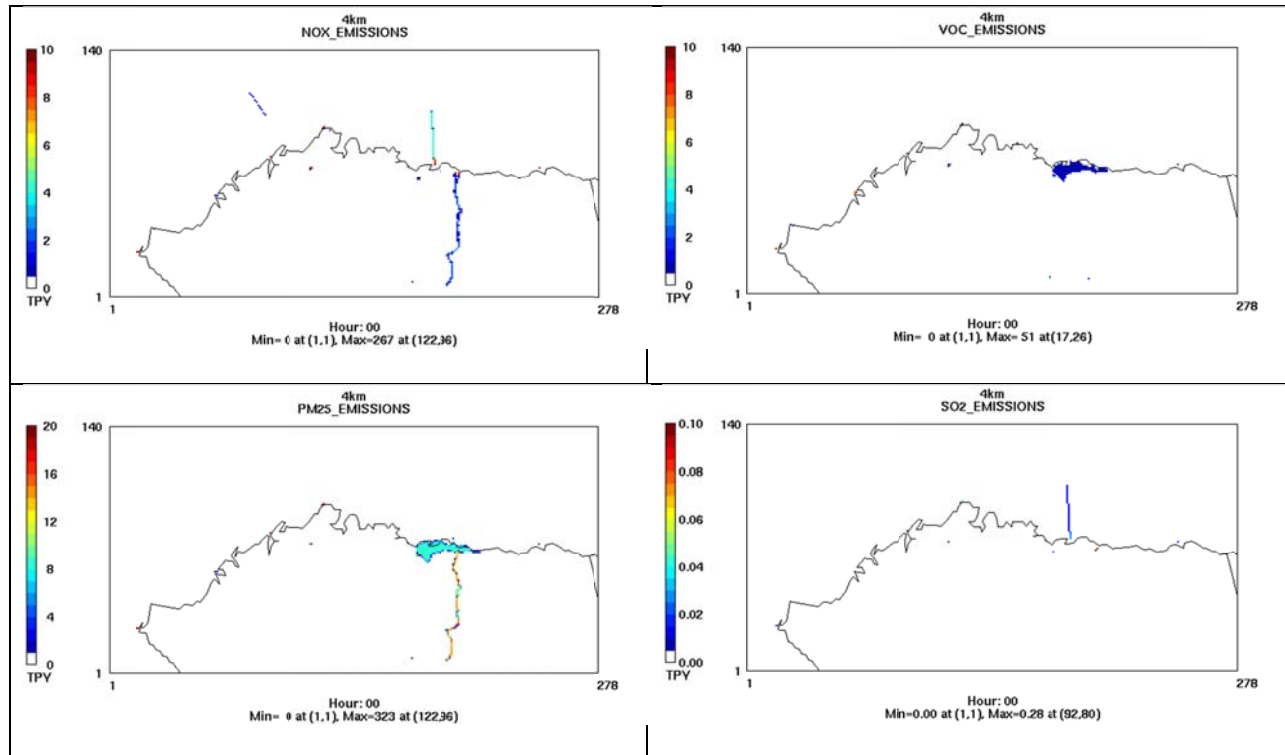 4km
NOX_EMISSIONS
10
8
6
4
2
0
TPY
140
1
1
278
Hour: 00
Min= 0 at (1,1), Max=267 at (122,96)
4km
VOC_EMISSIONS
10
8
6
4
2
0
TPY
140
1
1
278
Hour: 00
Min= 0 at (1,1), Max= 51 at (17,26)
4km
PM25_EMISSIONS
20
16
12
8
4
0
TPY
140
1
1
278
Hour: 00
Min= 0 at (1,1), Max=323 at (122,96)
4km
SO2_EMISSIONS
0.10
0.08
0.06
0.04
0.02
0.00
TPY
140
1
1
278
Hour: 00
Min=0.00 at (1,1), Max=0.28 at (92,80)